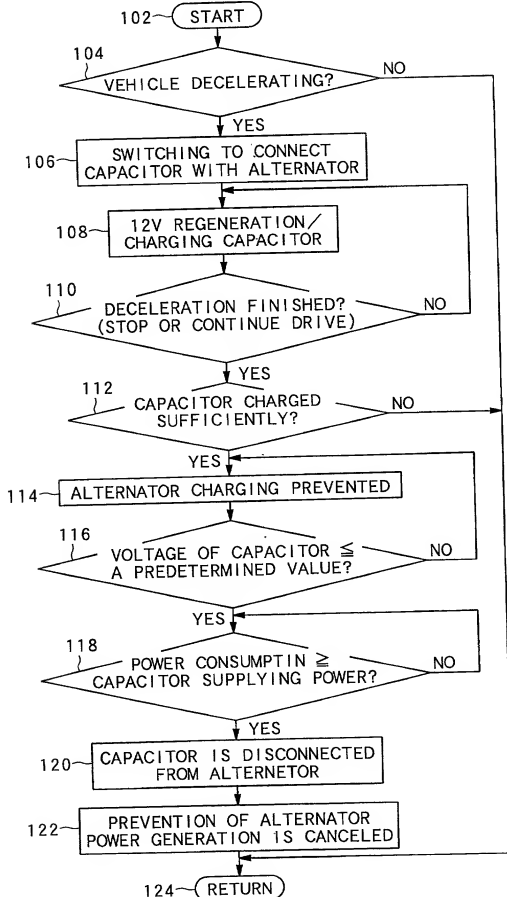 102
START
104
VEHICLE DECELERATING?
NO
YES
106
SWITCHING TO CONNECT
CAPACITOR WITH ALTERNATOR
108
12V REGENERATION/
CHARGING CAPACITOR
110
DECELERATION FINISHED?
(STOP OR CONTINUE DRIVE)
NO
YES
112
CAPACITOR CHARGED
SUFFICIENTLY?
NO
YES
114
ALTERNATOR CHARGING PREVENTED
116
VOLTAGE OF CAPACITOR ≦
A PREDETERMINED VALUE?
NO
YES
118
POWER CONSUMPTIN ≧
CAPACITOR SUPPLYING POWER?
NO
YES
120
CAPACITOR IS DISCONNECTED
FROM ALTERNETOR
122
PREVENTION OF ALTERNATOR
POWER GENERATION IS CANCELED
124
RETURN